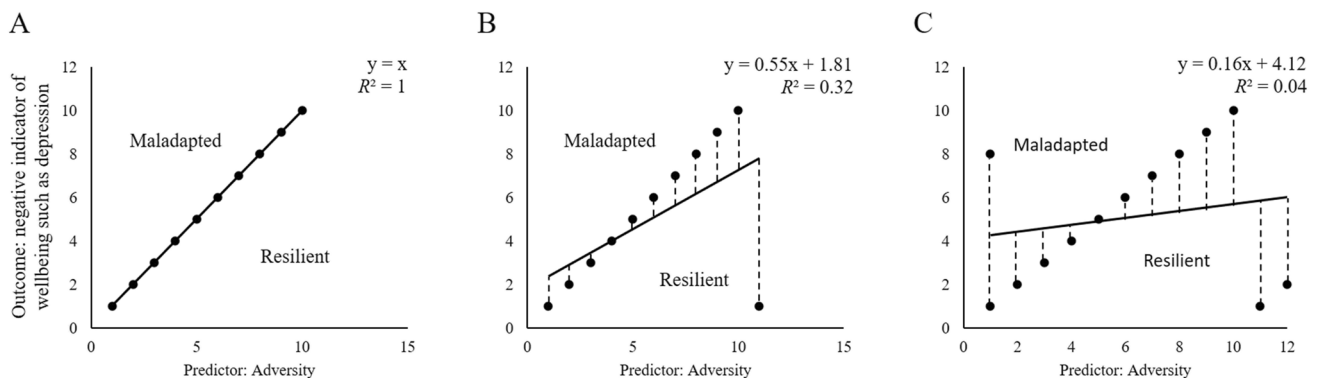 A
B
C
Outcome: negative indicator of
wellbeing such as depression
12
10
8
6
4
2
0
y = x
R² = 1
Maladapted
Resilient
0 5 10 15
Predictor: Adversity
12
10
8
6
4
2
0
y = 0.55x + 1.81
R² = 0.32
Maladapted
Resilient
0 5 10 15
Predictor: Adversity
12
10
8
6
4
2
0
y = 0.16x + 4.12
R² = 0.04
Maladapted
Resilient
0 2 4 6 8 10 12
Predictor: Adversity